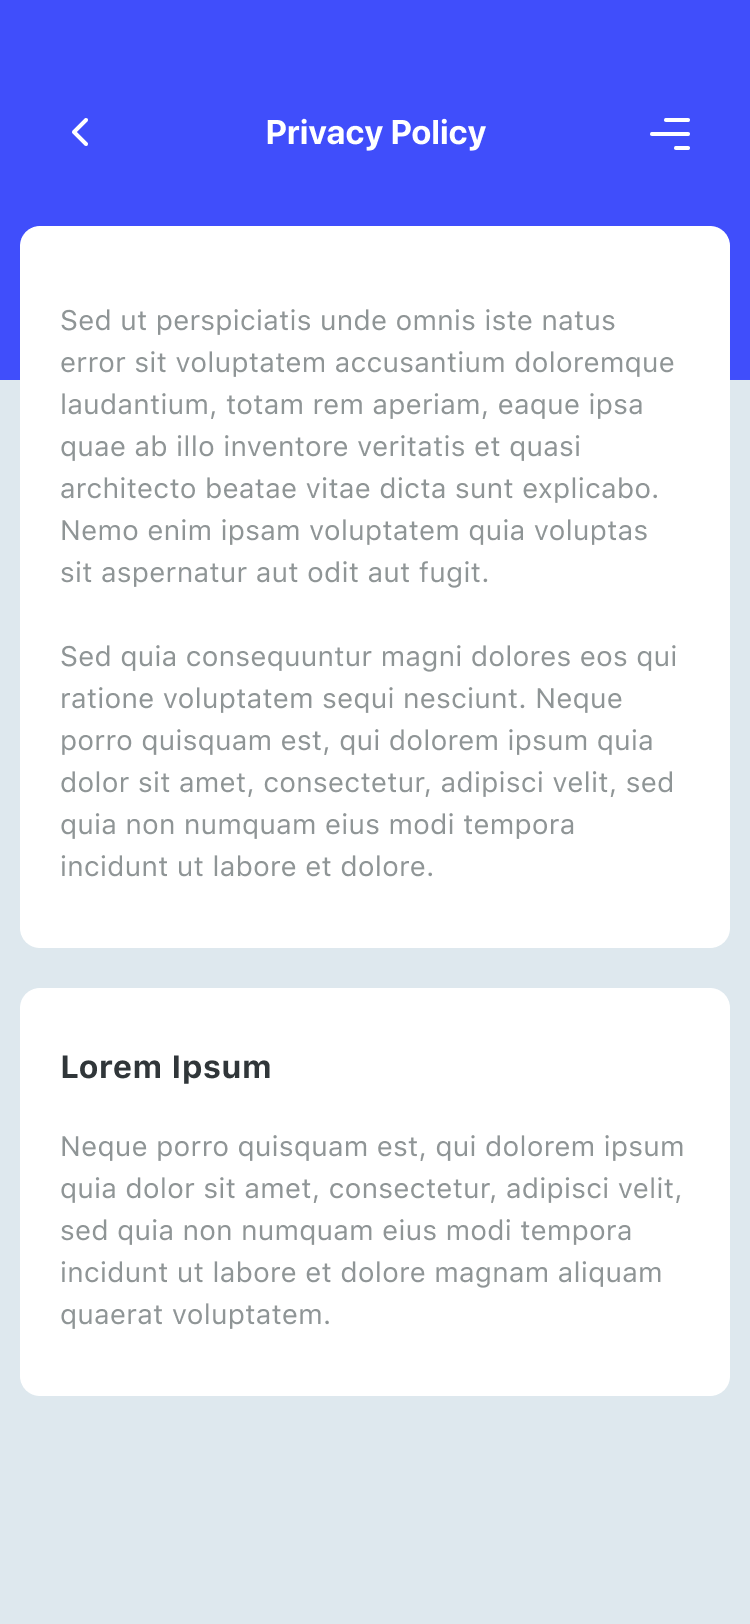 Privacy Policy
Sed ut perspiciatis unde omnis iste natus
error sit voluptatem accusantium doloremque
laudantium, totam rem aperiam, eaque ipsa
quae ab illo inventore veritatis et quasi
architecto beatae vitae dicta sunt explicabo.
Nemo enim ipsam voluptatem quia voluptas
sit aspernatur aut odit aut fugit.
Sed quia consequuntur magni dolores eos qui
ratione voluptatem sequi nesciunt. Neque
porro quisquam est, qui dolorem ipsum quia
dolor sit amet, consectetur, adipisci velit, sed
quia non numquam eius modi tempora
incidunt ut labore et dolore.
Lorem Ipsum
Neque porro quisquam est, qui dolorem ipsum
quia dolor sit amet, consectetur, adipisci velit,
sed quia non numquam eius modi tempora
incidunt ut labore et dolore magnam aliquam
quaerat voluptatem.